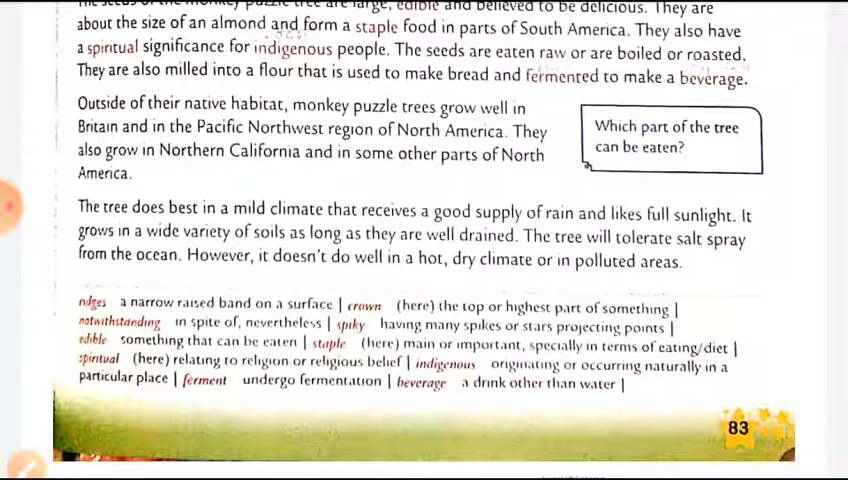 The seeds of the monkey puzzle tree are large, edible and believed to be delicious. They are
about the size of an almond and form a staple food in parts of South America. They also have
a spiritual significance for indigenous people. The seeds are eaten raw or are boiled or roasted.
They are also milled into a flour that is used to make bread and fermented to make a beverage.
Outside of their native habitat, monkey puzzle trees grow well in
Britain and in the Pacific Northwest region of North America. They
also grow in Northern California and in some other parts of North
America.
Which part of the tree
can be eaten?
The tree does best in a mild climate that receives a good supply of rain and likes full sunlight. It
grows in a wide variety of soils as long as they are well drained. The tree will tolerate salt spray
from the ocean. However, it doesn't do well in a hot, dry climate or in polluted areas.
ridges a narrow raised band on a surface | crown (here) the top or highest part of something |
notwithstanding in spite of, nevertheless | spiky having many spikes or stars projecting points |
edible something that can be eaten | staple (here) main or important, specially in terms of eating/diet |
spiritual (here) relating to religion or religious belief | indigenous originating or occurring naturally in a
particular place | ferment undergo fermentation | beverage a drink other than water |
83